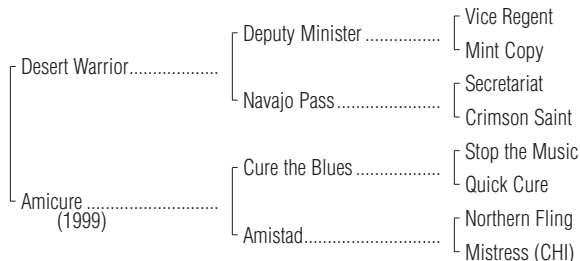 Vice Regent
Deputy Minister ................
Mint Copy
Desert Warrior...................
Secretariat
Navajo Pass ......................
Crimson Saint
Stop the Music
Cure the Blues ..................
Quick Cure
Amicure ............................
(1999)
Northern Fling
Amistad.............................
Mistress (CHI)